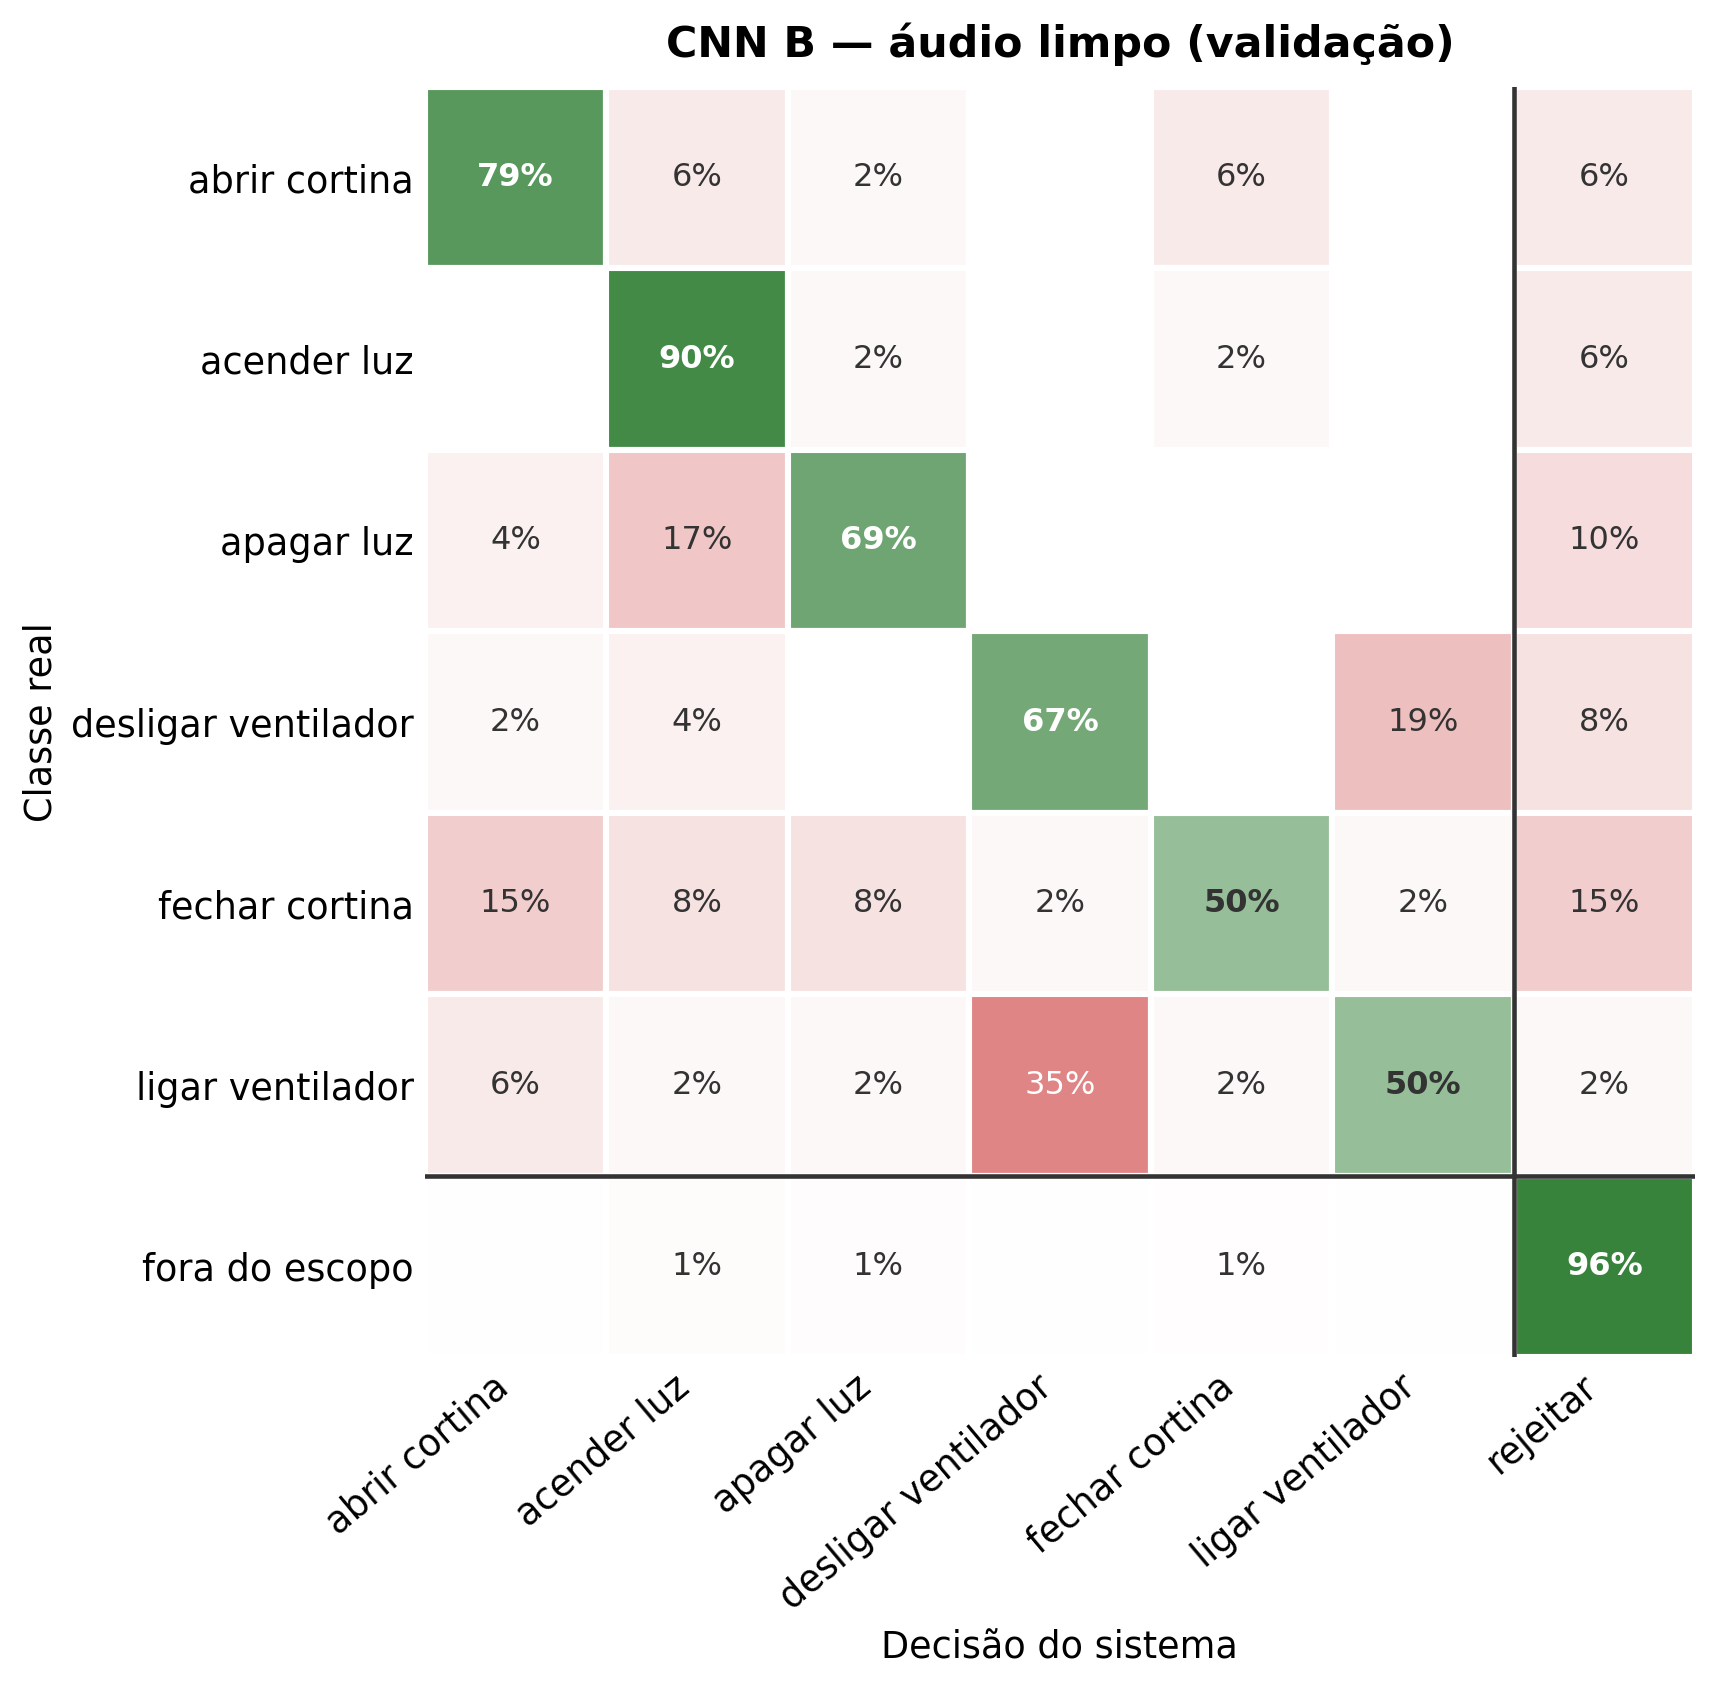 CNN B — áudio limpo (validação)
abrir cortina 79% 6% 2% 6% 6%
acender luz 90% 2% 2% 6%
apagar luz 4% 17% 69% 10%
desligar ventilador 2% 4% 67% 19% 8%
fechar cortina 15% 8% 8% 2% 50% 2% 15%
ligar ventilador 6% 2% 2% 35% 2% 50% 2%
fora do escopo 1% 1% 1% 96%
Classe real
abrir cortina
acender luz
apagar luz
desligar ventilador
fechar cortina
ligar ventilador
rejeitar
Decisão do sistema